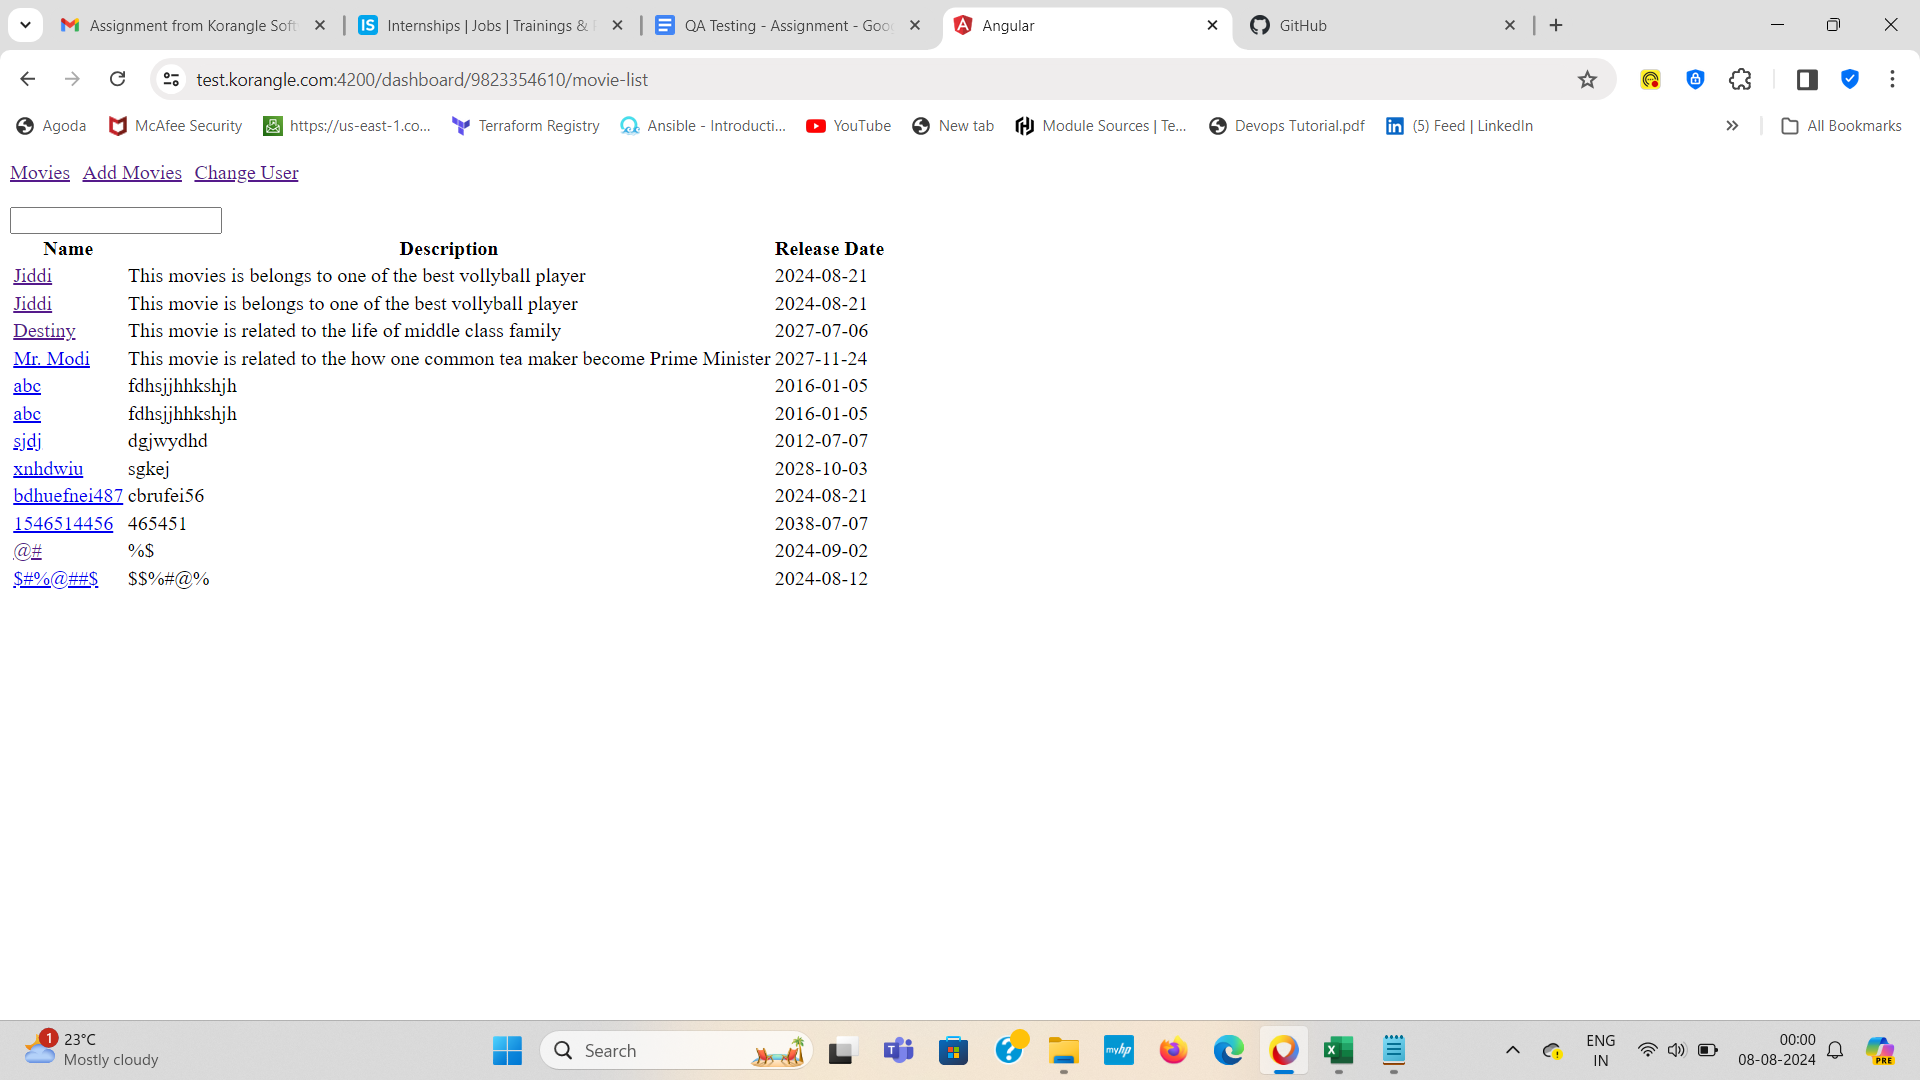 Assignment from Korangle Soft
Internships | Jobs | Trainings &
QA Testing - Assignment - Goo
Angular
GitHub
test.korangle.com:4200/dashboard/9823354610/movie-list
Agoda
McAfee Security
https://us-east-1.co...
Terraform Registry
Ansible - Introducti...
YouTube
New tab
Module Sources | Te...
Devops Tutorial.pdf
(5) Feed | LinkedIn
All Bookmarks
Movies Add Movies Change User
Name Description Release Date
Jiddi This movies is belongs to one of the best vollyball player 2024-08-21
Jiddi This movie is belongs to one of the best vollyball player 2024-08-21
Destiny This movie is related to the life of middle class family 2027-07-06
Mr. Modi This movie is related to the how one common tea maker become Prime Minister 2027-11-24
abc fdhsjjhhkshjh 2016-01-05
abc fdhsjjhhkshjh 2016-01-05
sjdj dgjwydhd 2012-07-07
xnhdwiu sgkej 2028-10-03
bdhuefnei487 cbrufei56 2024-08-21
1546514456 465451 2038-07-07
@# %$ 2024-09-02
$#%@##$ $$%#@% 2024-08-12
1
23°C
Mostly cloudy
Search
myhp
ENG
IN
00:00
08-08-2024
PRE